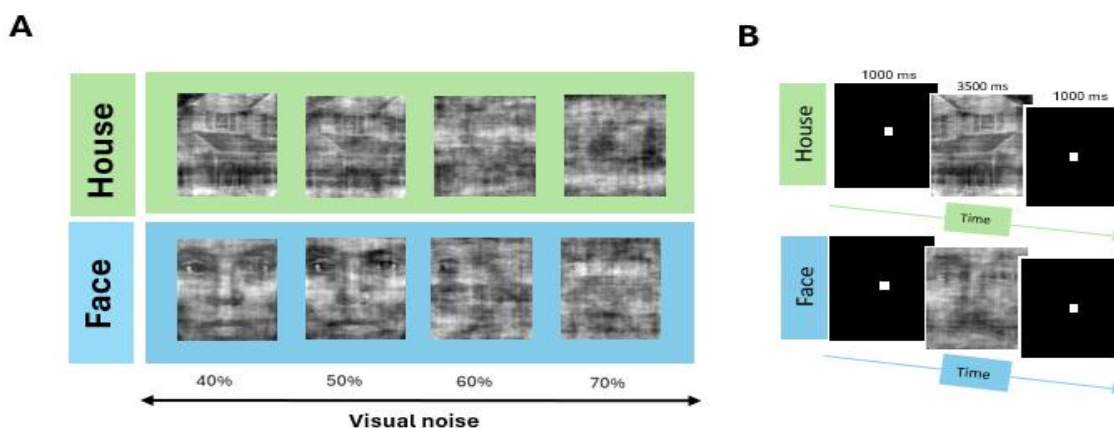 A
House
Face
40%
50%
60%
70%
Visual noise
B
1000 ms
3500 ms
1000 ms
House
Time
Face
Time